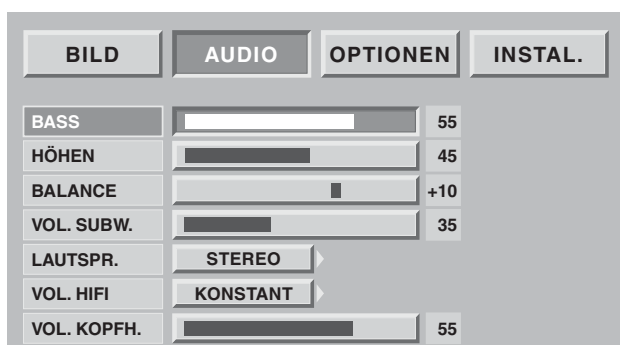 BILD AUDIO OPTIONEN INSTAL.
BASS 55
HÖHEN 45
BALANCE +10
VOL. SUBW. 35
LAUTSPR. STEREO
VOL. HIFI KONSTANT
VOL. KOPFH. 55